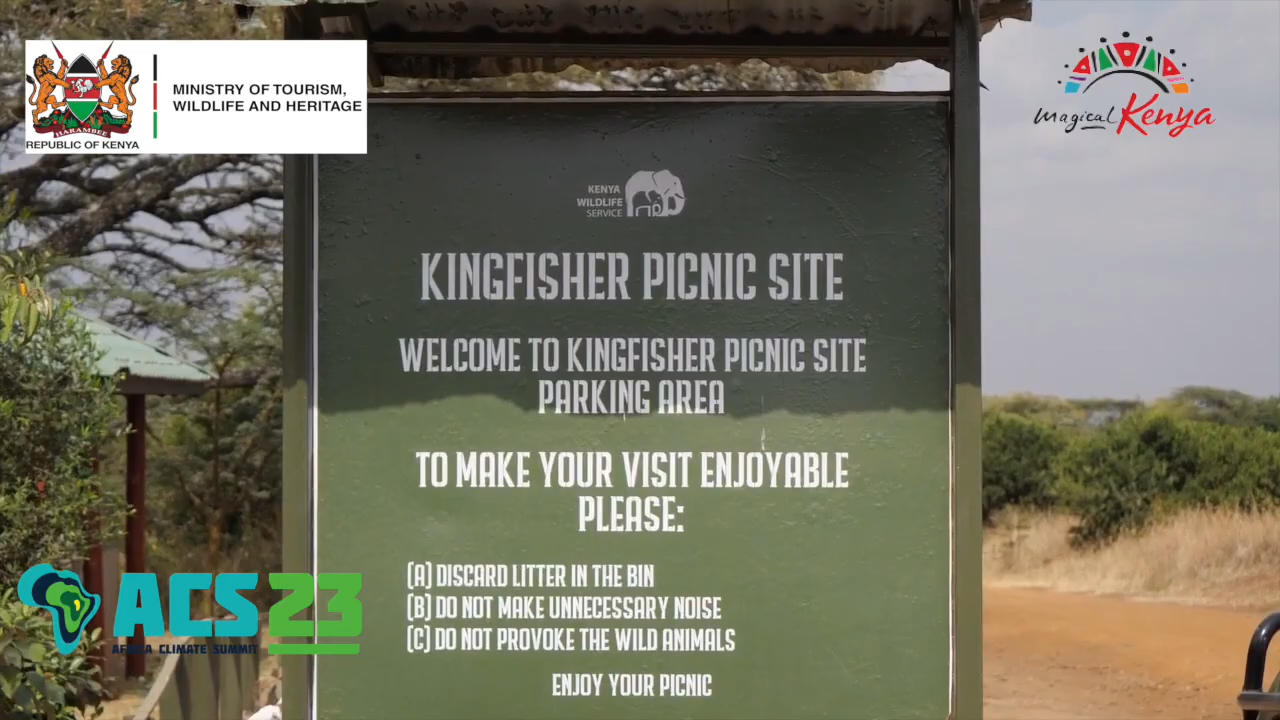 MINISTRY OF TOURISM,
WILDLIFE AND HERITAGE
HARAMBEE
REPUBLIC OF KENYA
Magical Kenya
KENYA
WILDLIFE
SERVICE
KINGFISHER PICNIC SITE
WELCOME TO KINGFISHER PICNIC SITE
PARKING AREA
TO MAKE YOUR VISIT ENJOYABLE
PLEASE:
(A) DISCARD LITTER IN THE BIN
(B) DO NOT MAKE UNNECESSARY NOISE
(C) DO NOT PROVOKE THE WILD ANIMALS
ENJOY YOUR PICNIC
ACS23
AFRICA CLIMATE SUMMIT